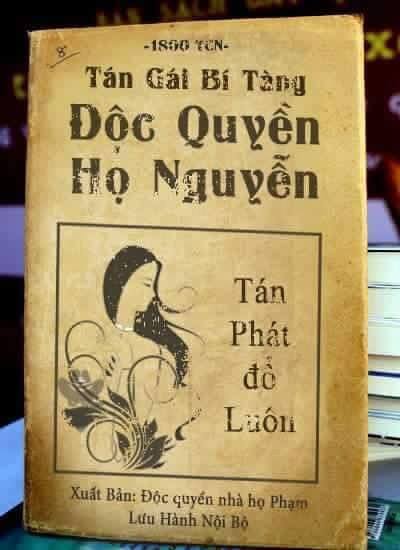 8
-1800 TCN-
Tán Gái Bí Tàng
Độc Quyền
Họ Nguyễn
Tán
Phát
đổ
Luôn
Xuất Bản: Độc quyền nhà họ Phạm
Lưu Hành Nội Bộ